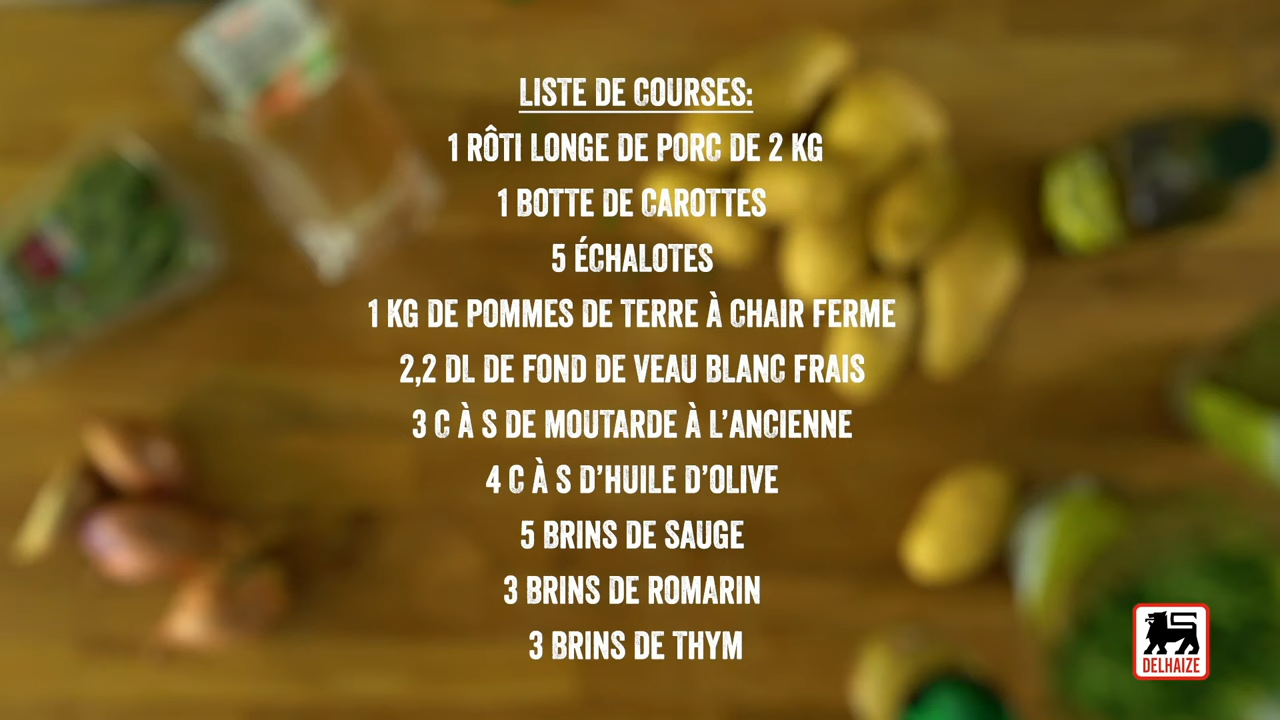 LISTE DE COURSES:
1 RÔTI LONGE DE PORC DE 2 KG
1 BOTTE DE CAROTTES
5 ÉCHALOTES
1 KG DE POMMES DE TERRE À CHAIR FERME
2,2 DL DE FOND DE VEAU BLANC FRAIS
3 C À S DE MOUTARDE À L'ANCIENNE
4 C À S D'HUILE D'OLIVE
5 BRINS DE SAUGE
3 BRINS DE ROMARIN
3 BRINS DE THYM
DELHAIZE